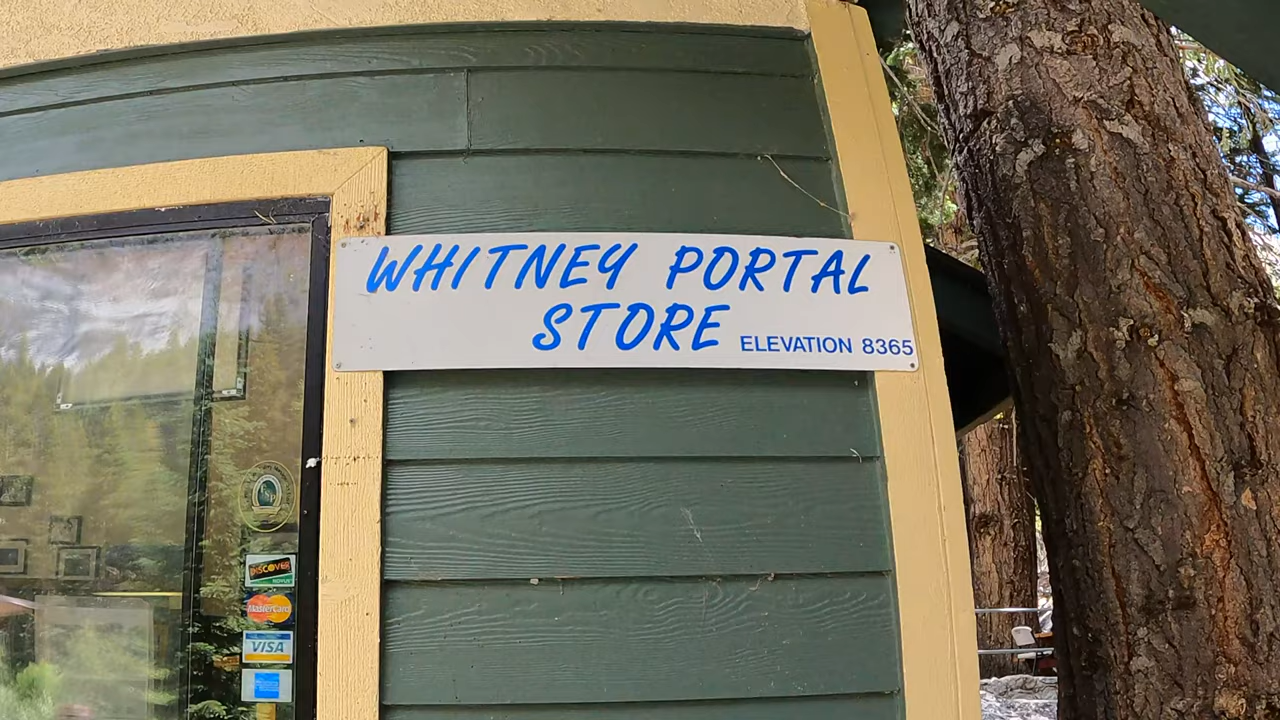 WHITNEY PORTAL
STORE
ELEVATION 8365
DISCOVER
MasterCard
VISA